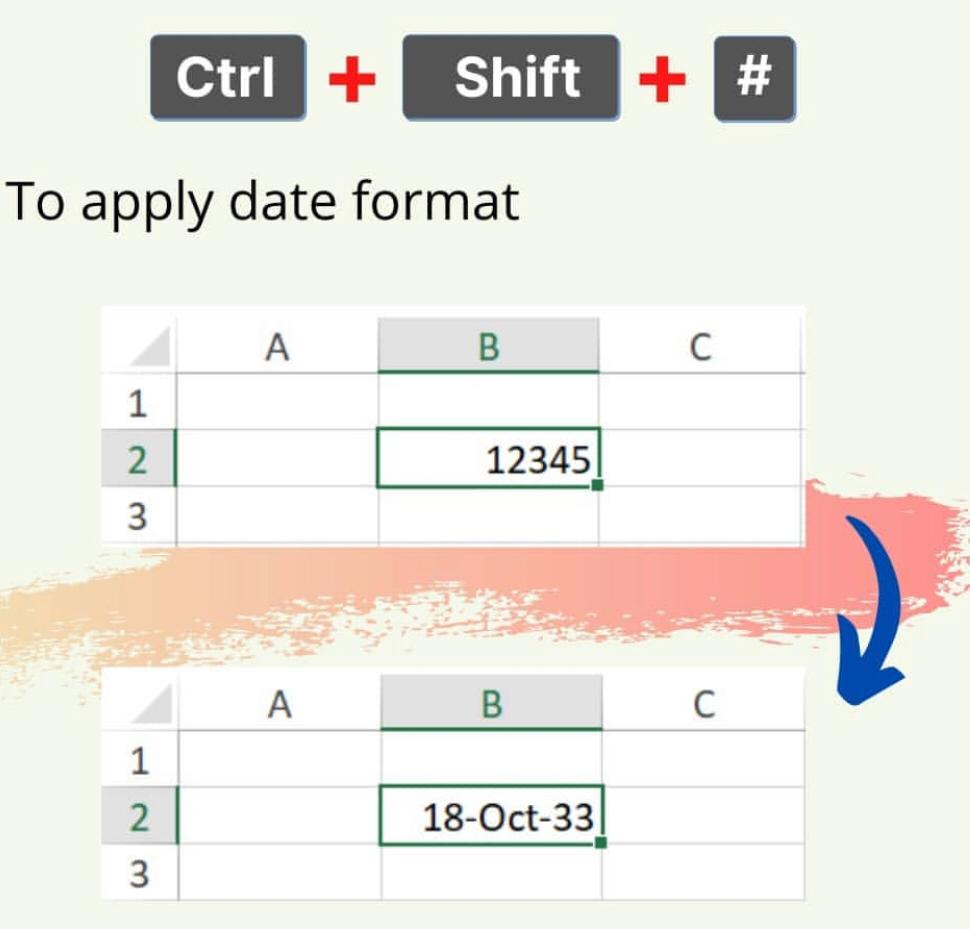 Ctrl + Shift + #
To apply date format
A B C
1
2 12345
3
A B C
1
2 18-Oct-33
3